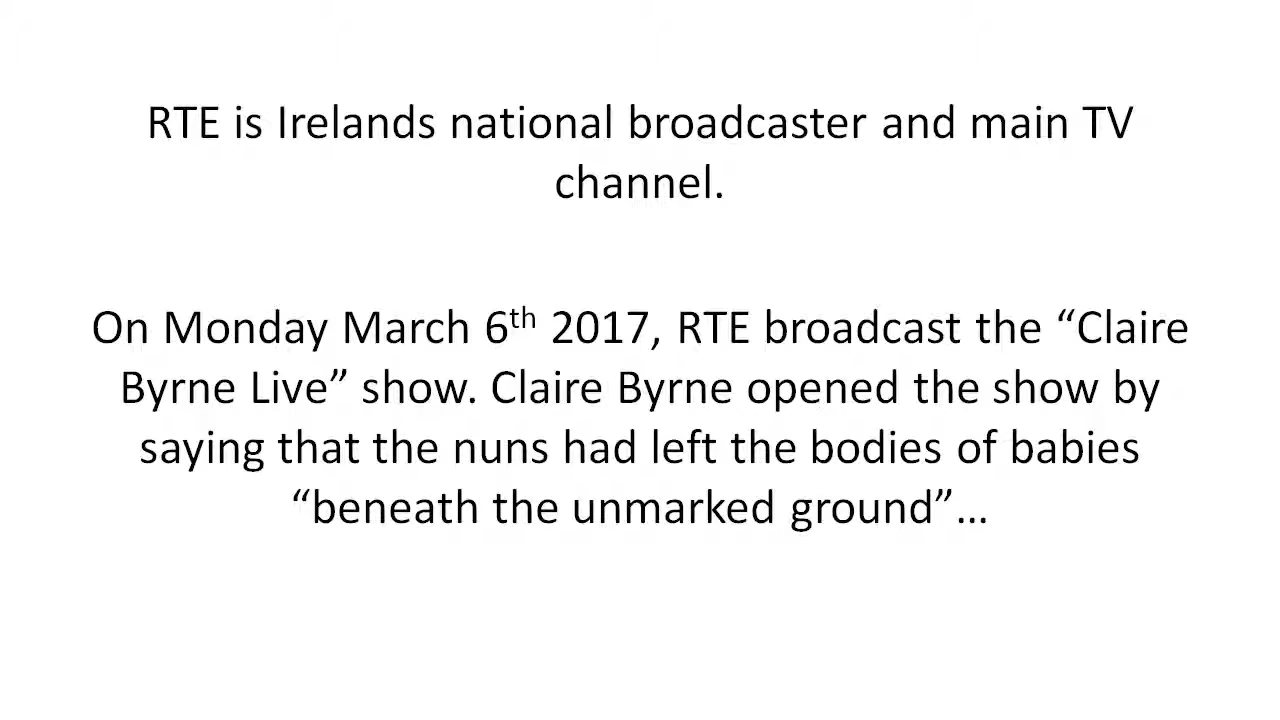 RTE is Irelands national broadcaster and main TV
channel.
On Monday March 6th 2017, RTE broadcast the “Claire
Byrne Live” show. Claire Byrne opened the show by
saying that the nuns had left the bodies of babies
“beneath the unmarked ground”…